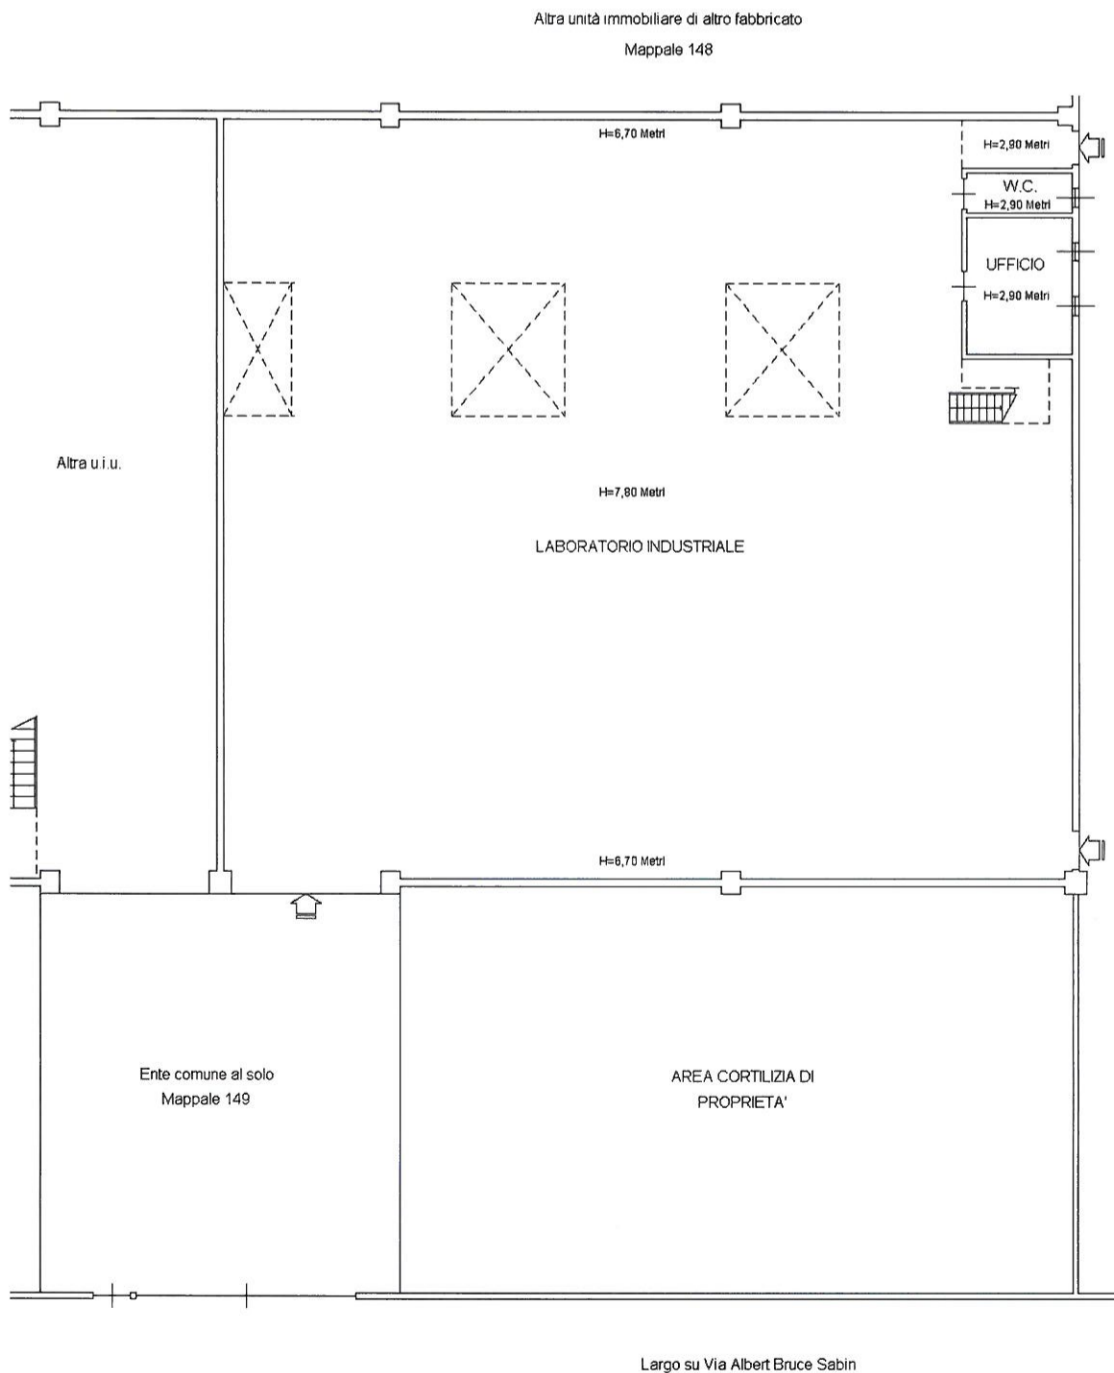 Altra unità immobiliare di altro fabbricato
Mappale 148
H=6,70 Metri
H=2,90 Metri
W.C.
H=2,90 Metri
UFFICIO
H=2,90 Metri
Altra u.i.u.
H=7,80 Metri
LABORATORIO INDUSTRIALE
H=6,70 Metri
Ente comune al solo
Mappale 149
AREA CORTILIZIA DI
PROPRIETA'
Largo su Via Albert Bruce Sabin